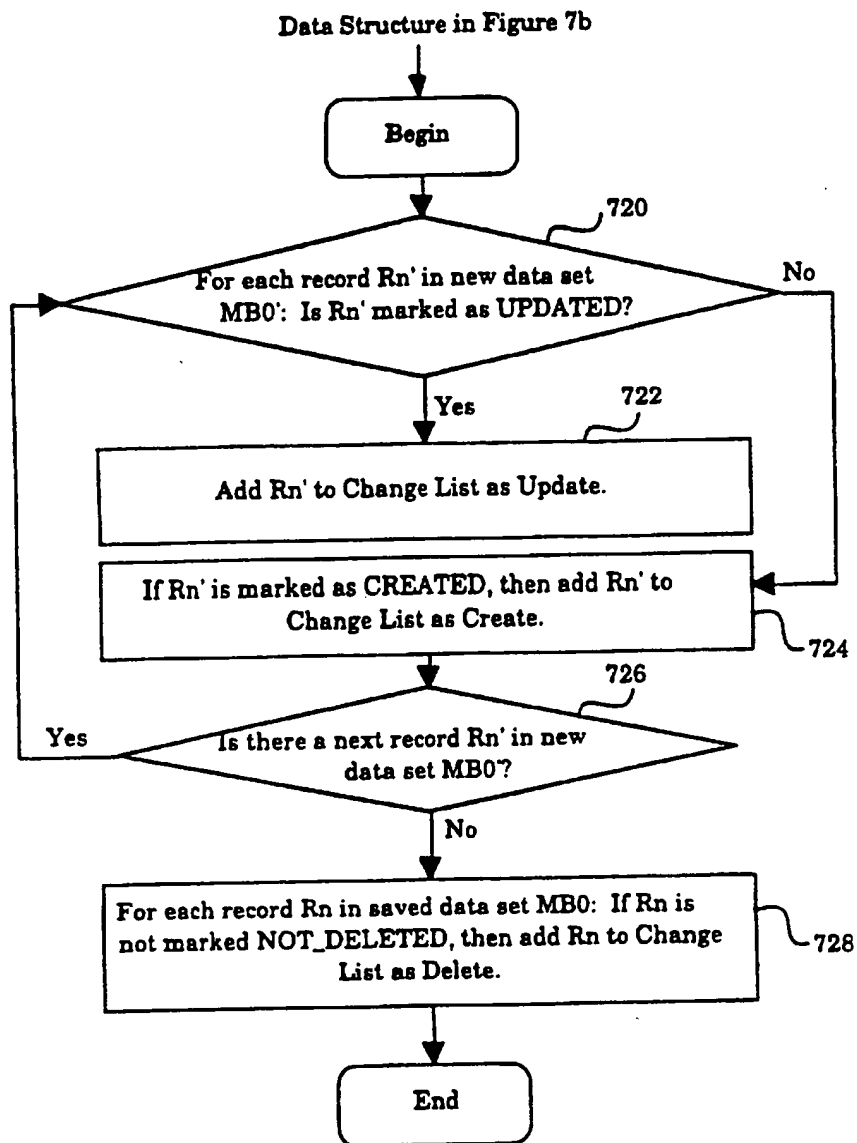 Data Structure in Figure 7b
Begin
720
For each record Rn' in new data set
MB0': Is Rn' marked as UPDATED?
No
Yes
722
Add Rn' to Change List as Update.
If Rn' is marked as CREATED, then add Rn' to
Change List as Create.
724
726
Yes
Is there a next record Rn' in new
data set MB0'?
No
For each record Rn in saved data set MB0: If Rn is
not marked NOT_DELETED, then add Rn to Change
List as Delete.
728
End